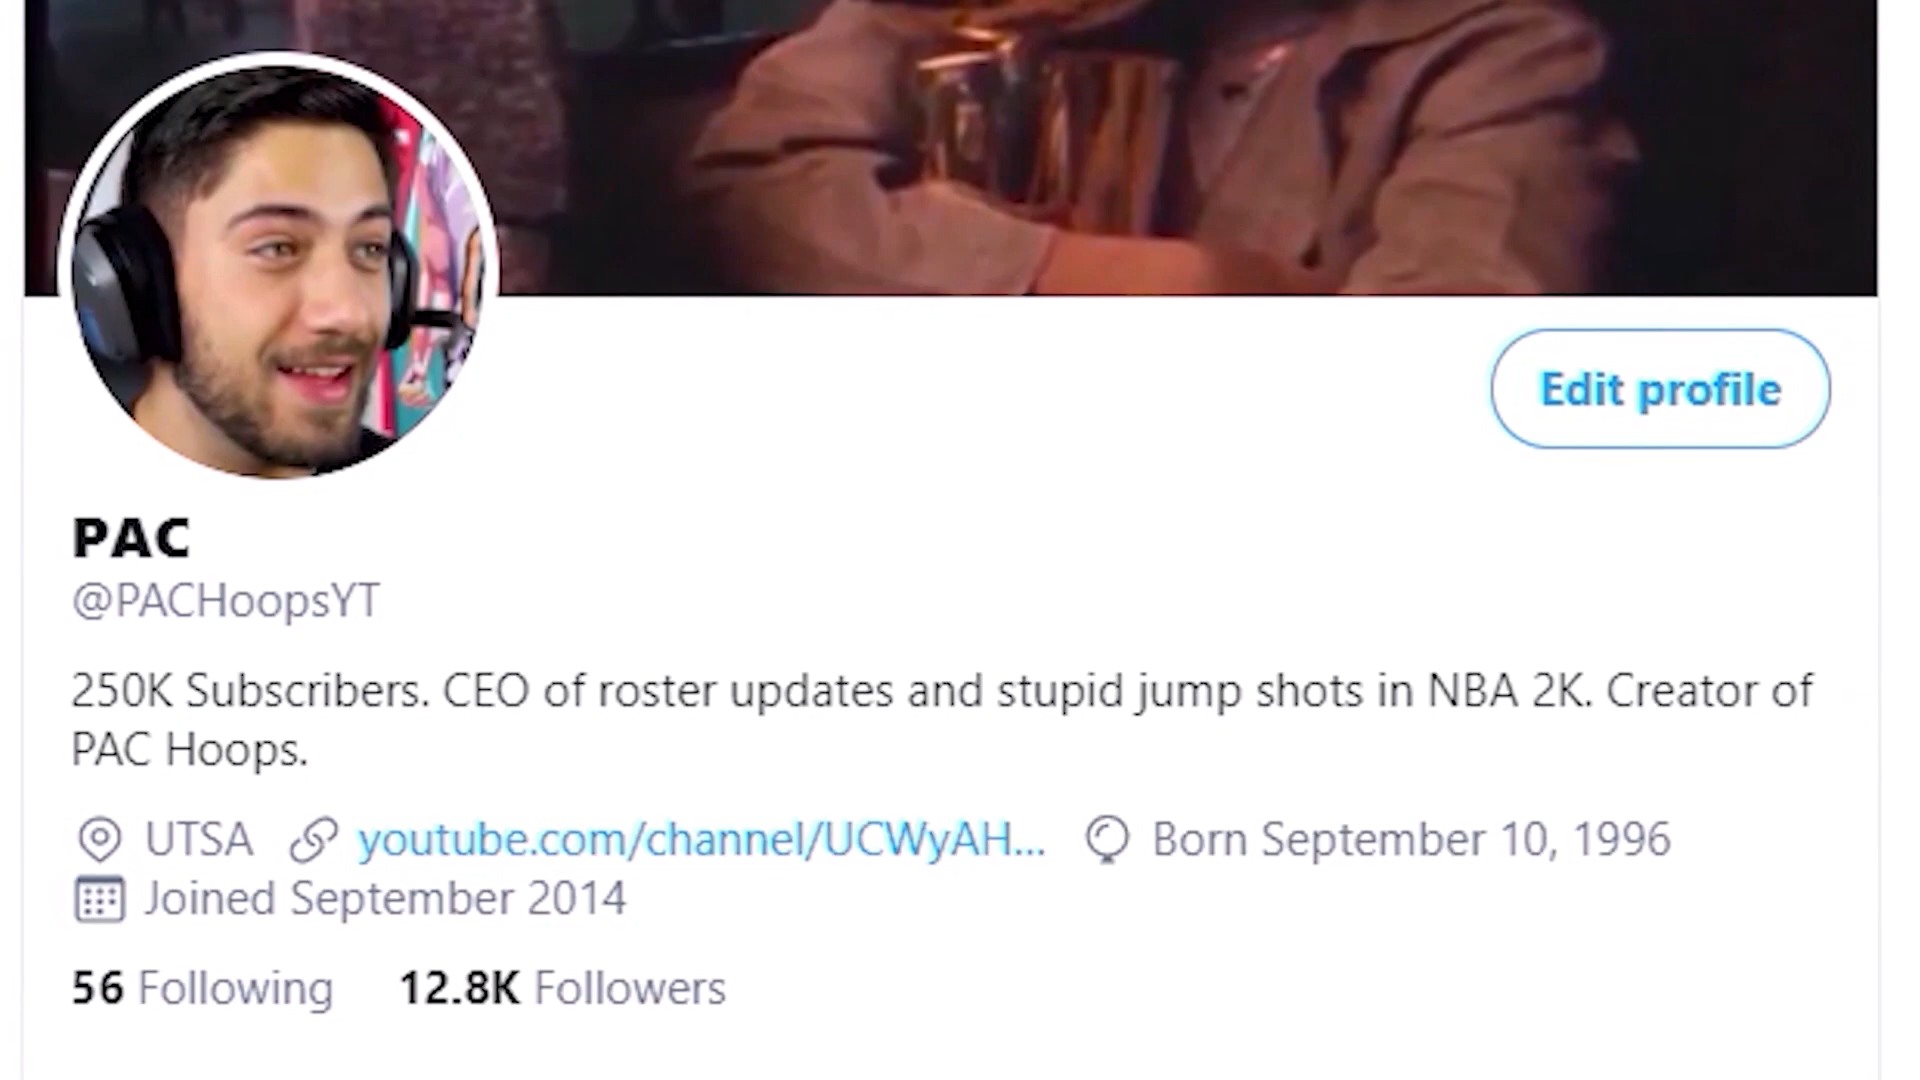 Edit profile
PAC
@PACHoopsYT
250K Subscribers. CEO of roster updates and stupid jump shots in NBA 2K. Creator of
PAC Hoops.
UTSA youtube.com/channel/UCWyAH... Born September 10, 1996
Joined September 2014
56 Following 12.8K Followers